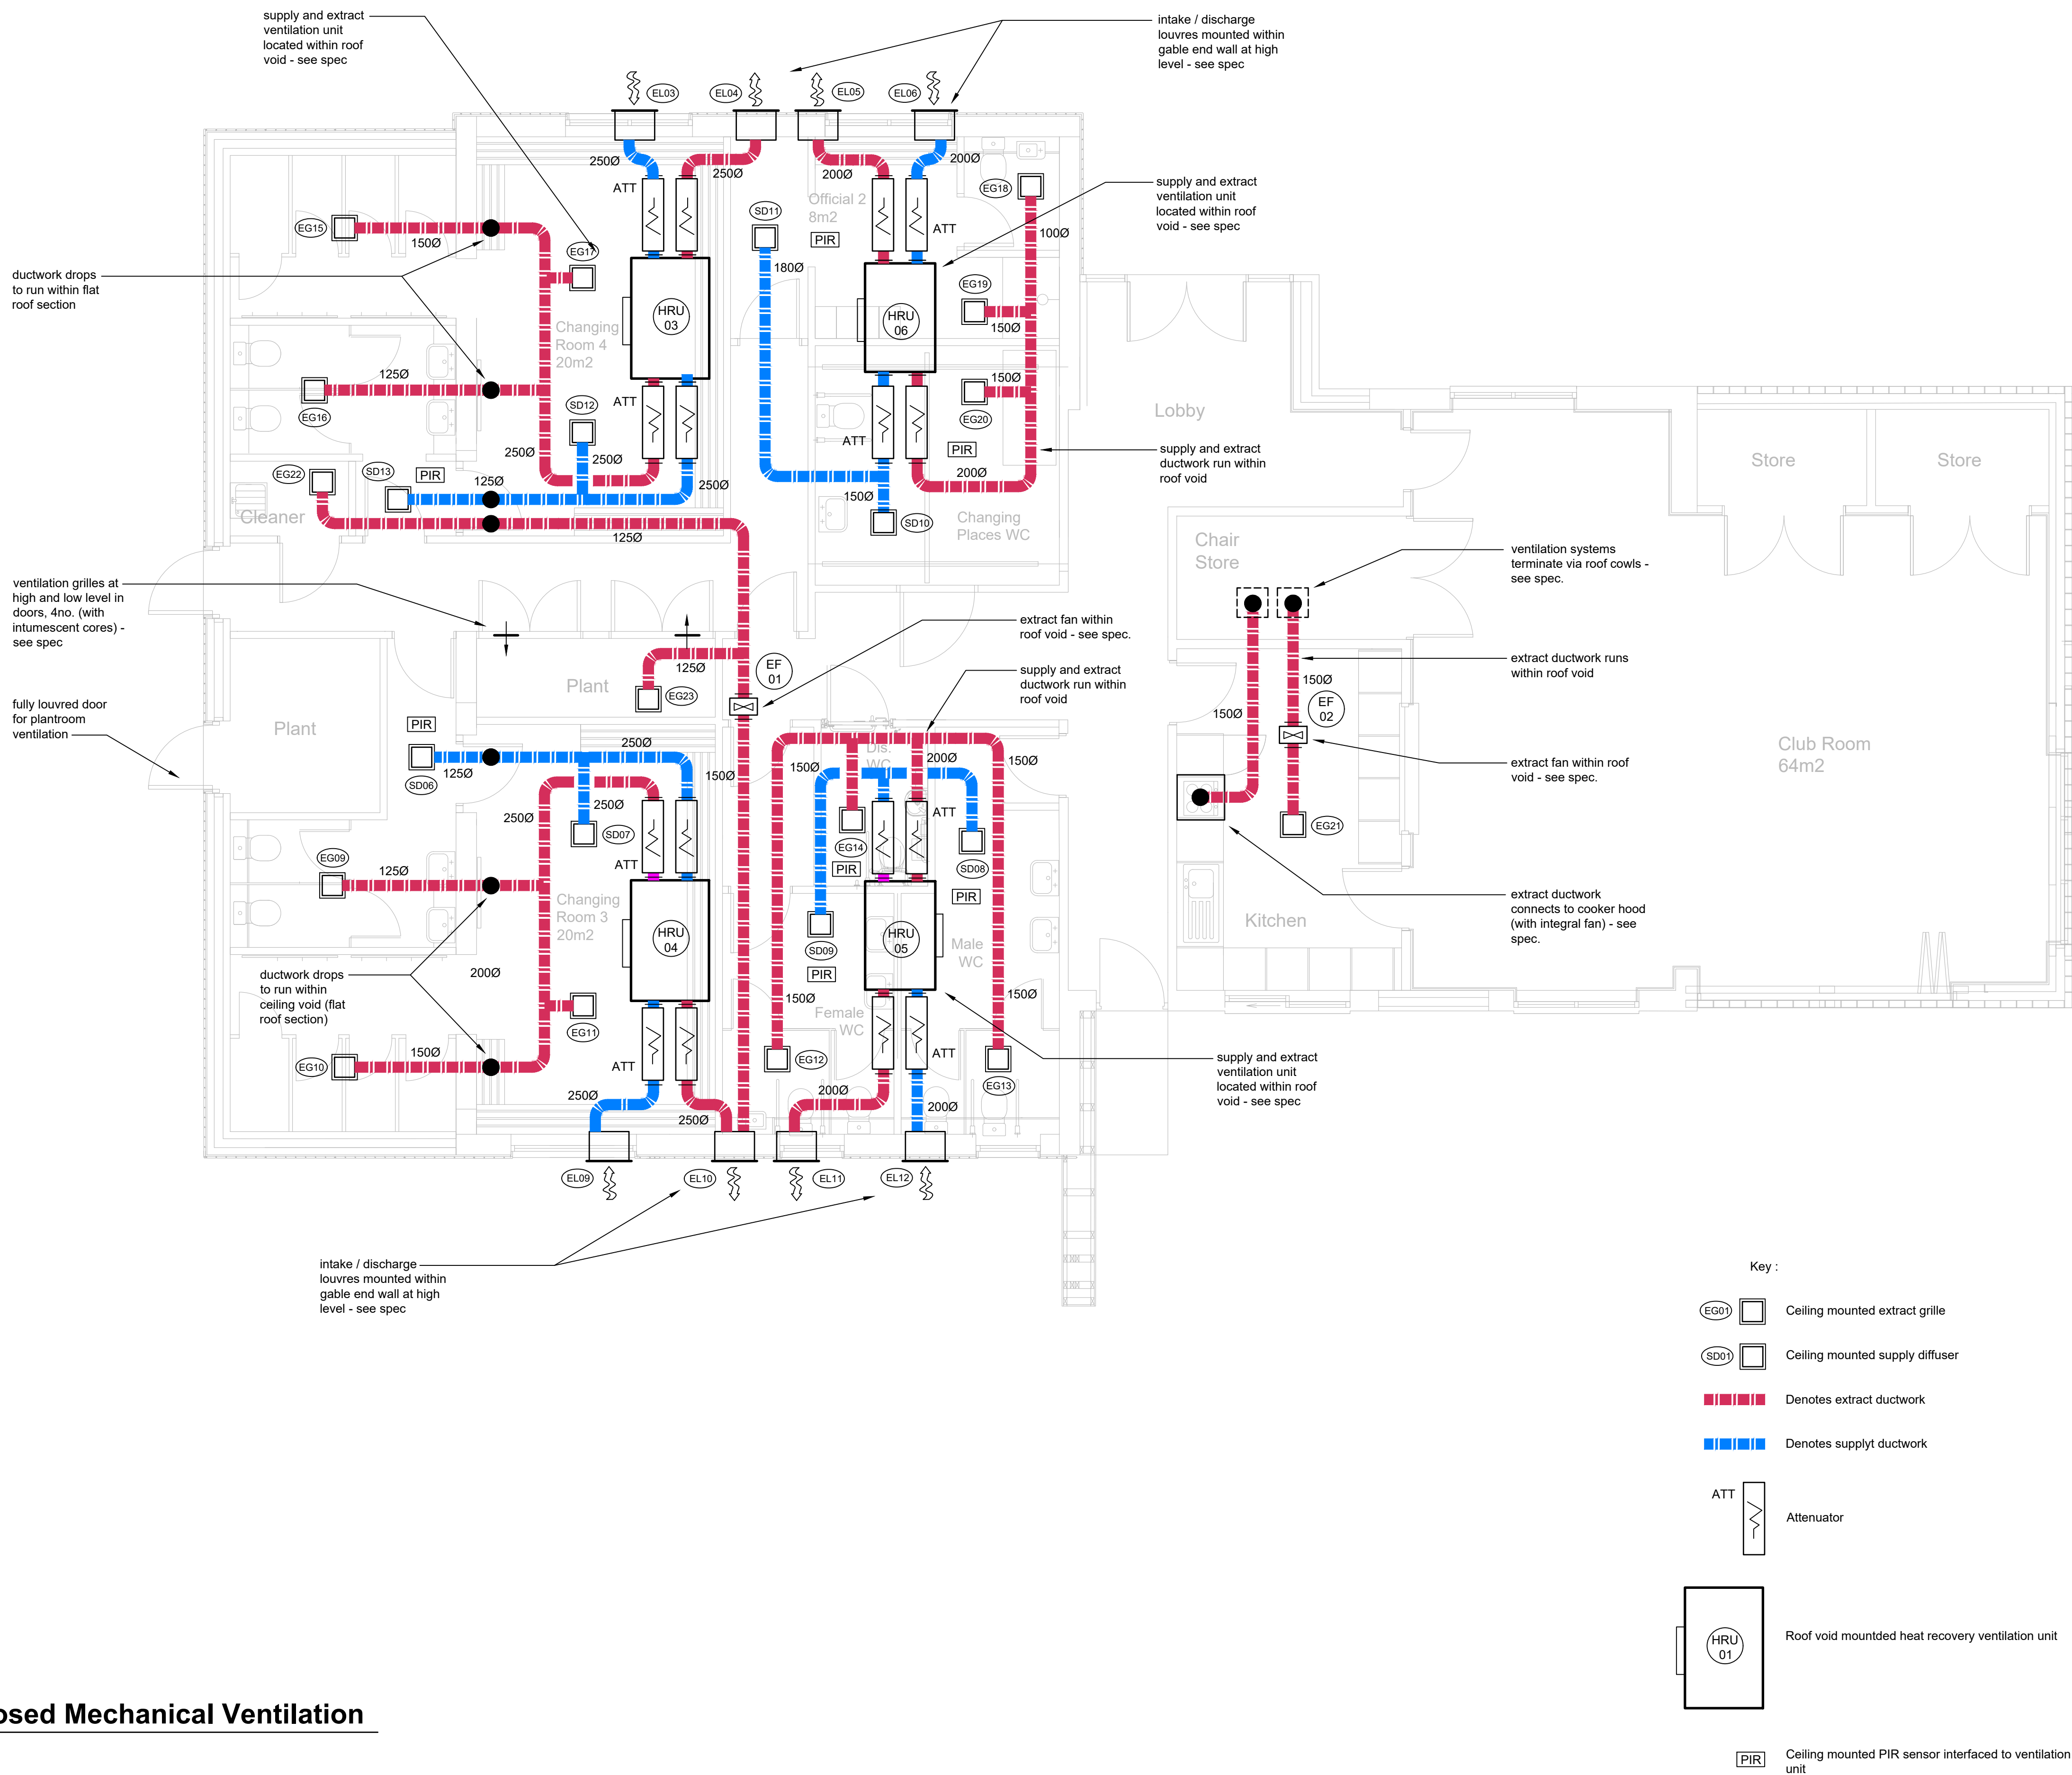 supply and extract
ventilation unit
located within roof
void - see spec
intake / discharge
louvres mounted within
gable end wall at high
level - see spec
EL03
EL04
EL05
EL06
250Ø
250Ø
200Ø
200Ø
ATT
ATT
Official 2
8m2
SD11
PIR
EG18
supply and extract
ventilation unit
located within roof
void - see spec
EG15
150Ø
EG17
100Ø
180Ø
ductwork drops
to run within flat
roof section
HRU
03
HRU
06
EG19
150Ø
Changing
Room 4
20m2
125Ø
EG16
SD12
ATT
150Ø
EG20
ATT
PIR
Lobby
250Ø
250Ø
250Ø
supply and extract
ductwork run within
roof void
EG22
SD13
PIR
125Ø
200Ø
150Ø
SD10
Cleaner
125Ø
Changing
Places WC
Store
Store
Chair
Store
ventilation systems
terminate via roof cowls -
see spec.
ventilation grilles at
high and low level in
doors, 4no. (with
intumescent cores) -
see spec
extract fan within
roof void - see spec.
EF
01
125Ø
EG23
Plant
supply and extract
ductwork run within
roof void
extract ductwork runs
within roof void
150Ø
EF
02
150Ø
fully louvred door
for plantroom
ventilation
Plant
PIR
SD06
125Ø
250Ø
250Ø
250Ø
SD07
150Ø
150Ø
Dis.
WC
200Ø
150Ø
Club Room
64m2
extract fan within roof
void - see spec.
ATT
ATT
EG14
PIR
SD08
PIR
EG21
EG09
125Ø
Changing
Room 3
20m2
HRU
04
HRU
05
SD09
PIR
Male
WC
Kitchen
extract ductwork
connects to cooker hood
(with integral fan) - see
spec.
ductwork drops
to run within
ceiling void (flat
roof section)
200Ø
150Ø
150Ø
Female
WC
EG11
EG10
150Ø
ATT
ATT
EG12
EG13
supply and extract
ventilation unit
located within roof
void - see spec
250Ø
250Ø
200Ø
200Ø
EL09
EL10
EL11
EL12
intake / discharge
louvres mounted within
gable end wall at high
level - see spec
Key :
EG01
Ceiling mounted extract grille
SD01
Ceiling mounted supply diffuser
Denotes extract ductwork
Denotes supplyt ductwork
ATT
Attenuator
HRU
01
Roof void mountded heat recovery ventilation unit
osed Mechanical Ventilation
PIR
Ceiling mounted PIR sensor interfaced to ventilation
unit